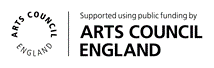 ARTS COUNCIL
ENGLAND
Supported using public funding by
ARTS COUNCIL
ENGLAND